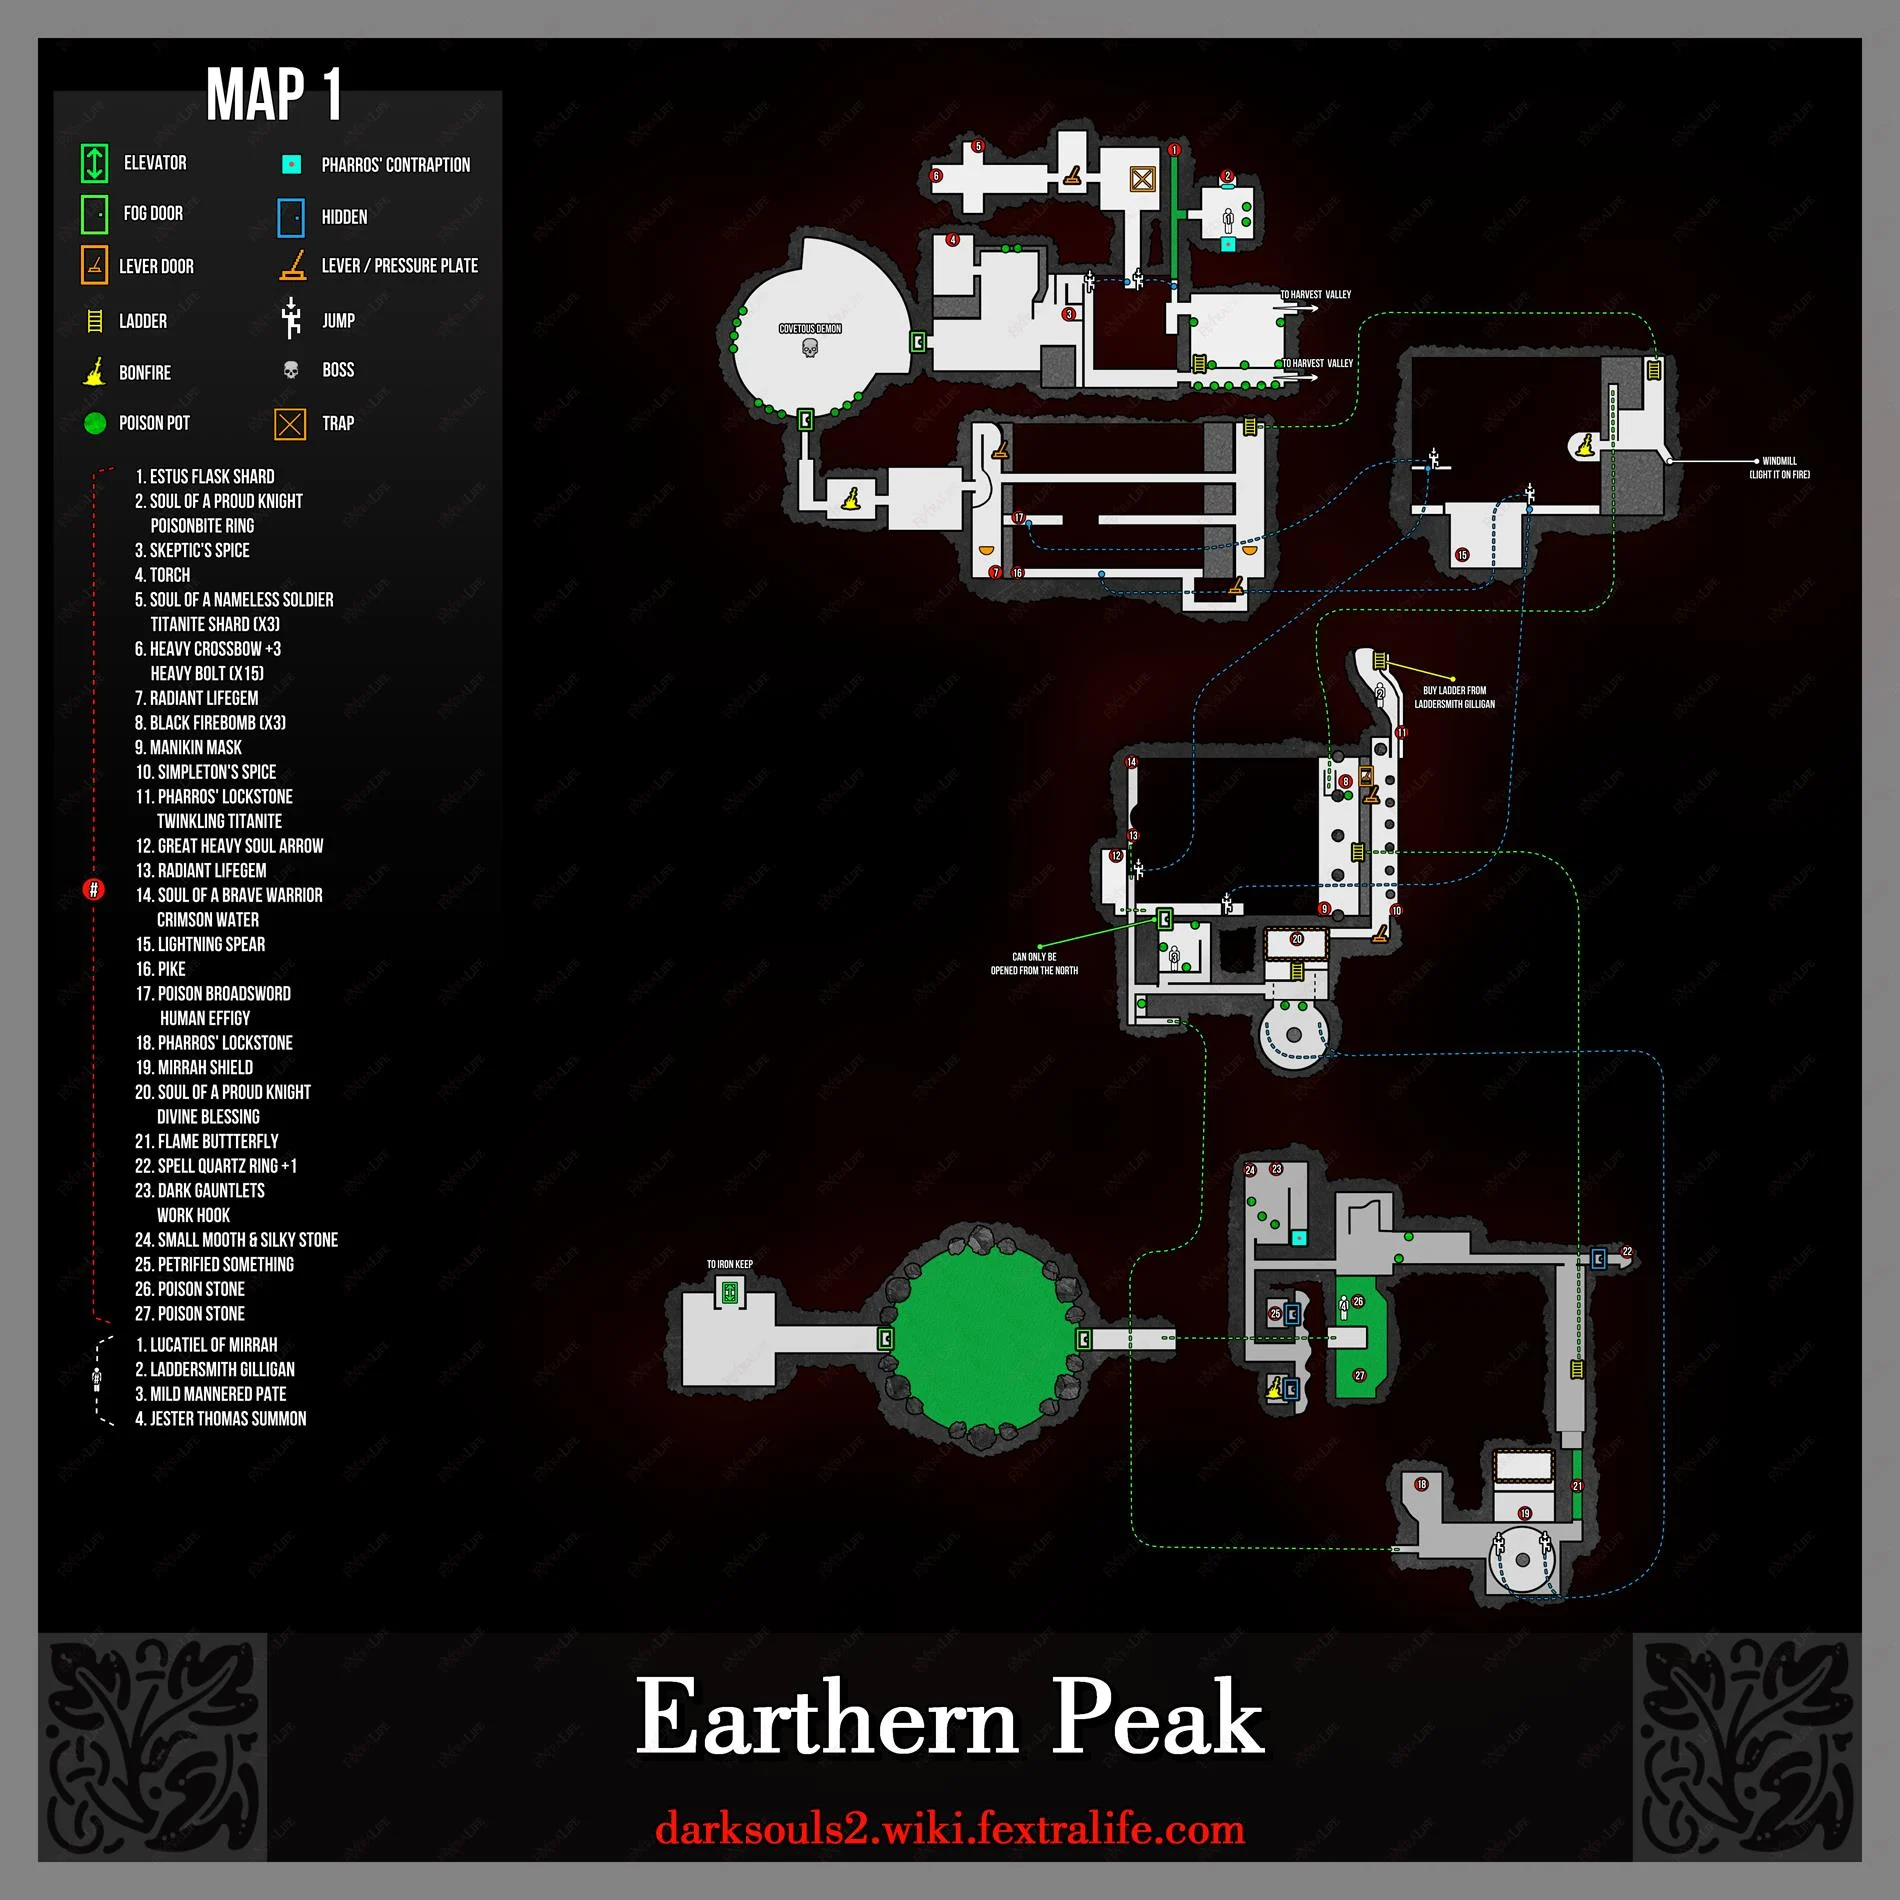 MAP 1
ELEVATOR
PHARROS' CONTRAPTION
FOG DOOR
HIDDEN
LEVER DOOR
LEVER / PRESSURE PLATE
LADDER
JUMP
BONFIRE
BOSS
POISON POT
TRAP
1. ESTUS FLASK SHARD
2. SOUL OF A PROUD KNIGHT
POISONBITE RING
3. SKEPTIC'S SPICE
4. TORCH
5. SOUL OF A NAMELESS SOLDIER
TITANITE SHARD (X3)
6. HEAVY CROSSBOW +3
HEAVY BOLT (X15)
7. RADIANT LIFEGEM
8. BLACK FIREBOMB (X3)
9. MANIKIN MASK
10. SIMPLETON'S SPICE
11. PHARROS' LOCKSTONE
TWINKLING TITANITE
12. GREAT HEAVY SOUL ARROW
13. RADIANT LIFEGEM
14. SOUL OF A BRAVE WARRIOR
CRIMSON WATER
15. LIGHTNING SPEAR
16. PIKE
17. POISON BROADSWORD
HUMAN EFFIGY
18. PHARROS' LOCKSTONE
19. MIRRAH SHIELD
20. SOUL OF A PROUD KNIGHT
DIVINE BLESSING
21. FLAME BUTTTERFLY
22. SPELL QUARTZ RING +1
23. DARK GAUNTLETS
WORK HOOK
24. SMALL MOOTH & SILKY STONE
25. PETRIFIED SOMETHING
26. POISON STONE
27. POISON STONE
#
1. LUCATIEL OF MIRRAH
2. LADDERSMITH GILLIGAN
3. MILD MANNERED PATE
4. JESTER THOMAS SUMMON
5
1
6
2
4
3
TO HARVEST VALLEY
COVETOUS DEMON
TO HARVEST VALLEY
WINDMILL
(LIGHT IT ON FIRE)
17
15
7
16
BUY LADDER FROM
LADDERSMITH GILLIGAN
2
11
14
8
13
12
9
10
20
CAN ONLY BE
OPENED FROM THE NORTH
3
24
23
22
TO IRON KEEP
25
4
26
27
18
21
19
Earthern Peak
darksouls2.wiki.fextralife.com